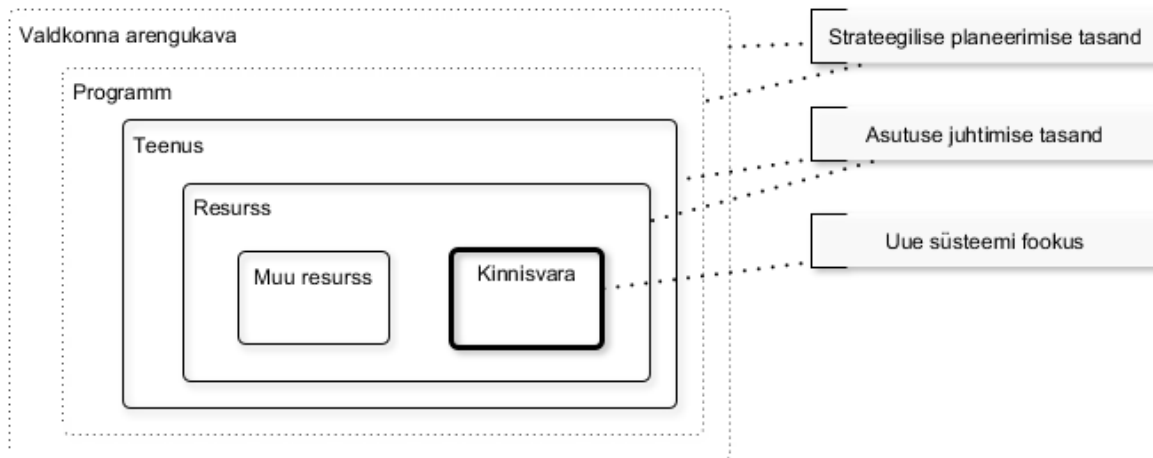 Valdkonna arengukava
Programm
Teenus
Resurss
Muu resurss
Kinnisvara
Strateegilise planeerimise tasand
Asutuse juhtimise tasand
Uue süsteemi fookus